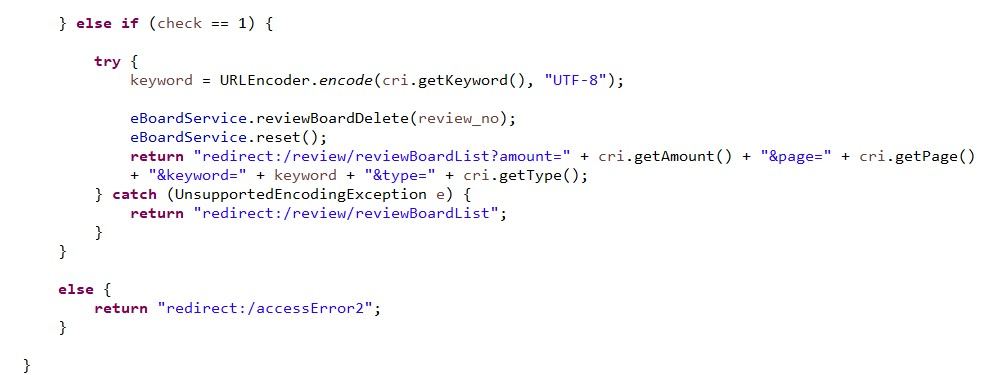 } else if (check == 1) {
try {
keyword = URLEncoder.encode(cri.getKeyword(), "UTF-8");
eBoardService.reviewBoardDelete(review_no);
eBoardService.reset();
return "redirect:/review/reviewBoardList?amount=" + cri.getAmount() + "&page=" + cri.getPage()
+ "&keyword=" + keyword + "&type=" + cri.getType();
} catch (UnsupportedEncodingException e) {
return "redirect:/review/reviewBoardList";
}
}
else {
return "redirect:/accessError2";
}
}